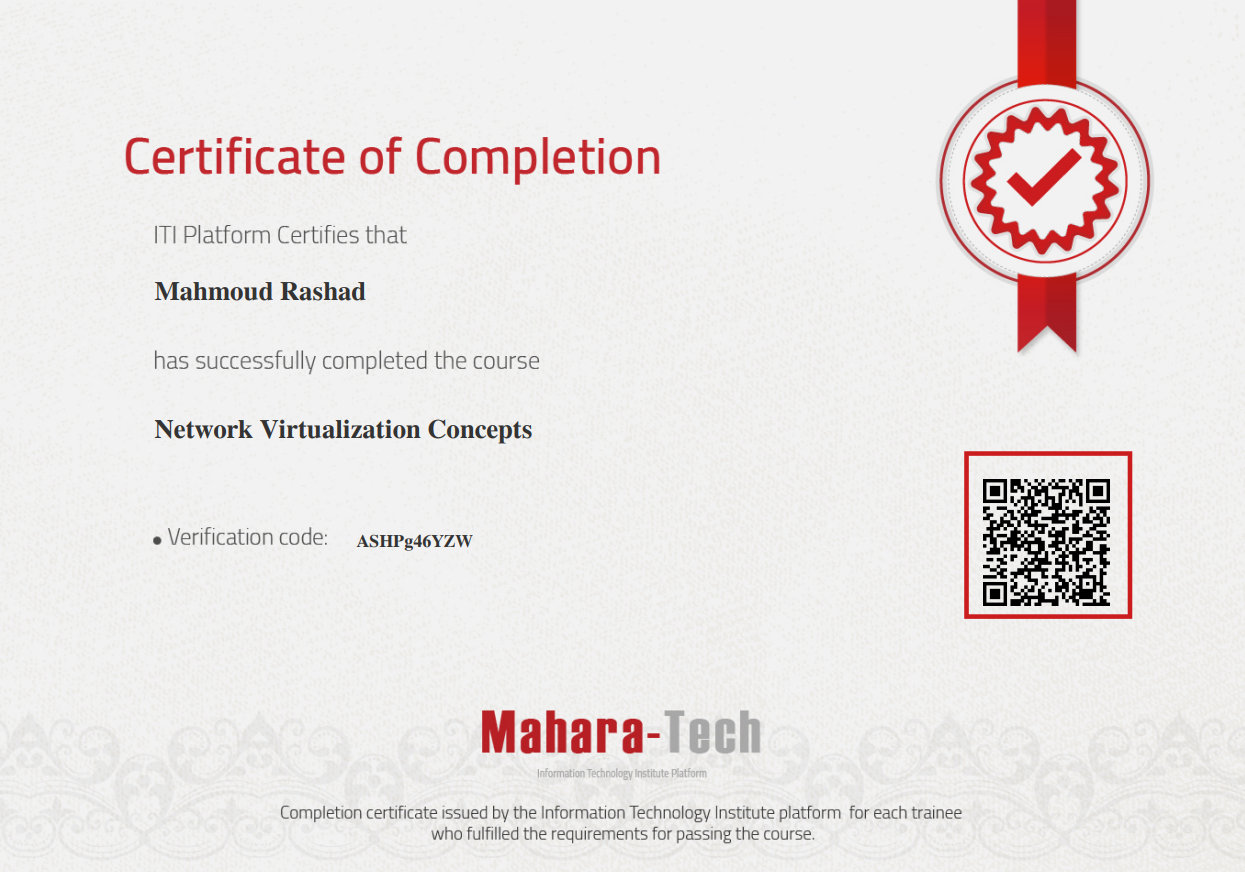 Certificate of Completion
ITI Platform Certifies that
Mahmoud Rashad
has successfully completed the course
Network Virtualization Concepts
• Verification code: ASHPg46YZW
Mahara-Tech
Information Technology Institute Platform
Completion certificate issued by the Information Technology Institute platform for each trainee
who fulfilled the requirements for passing the course.